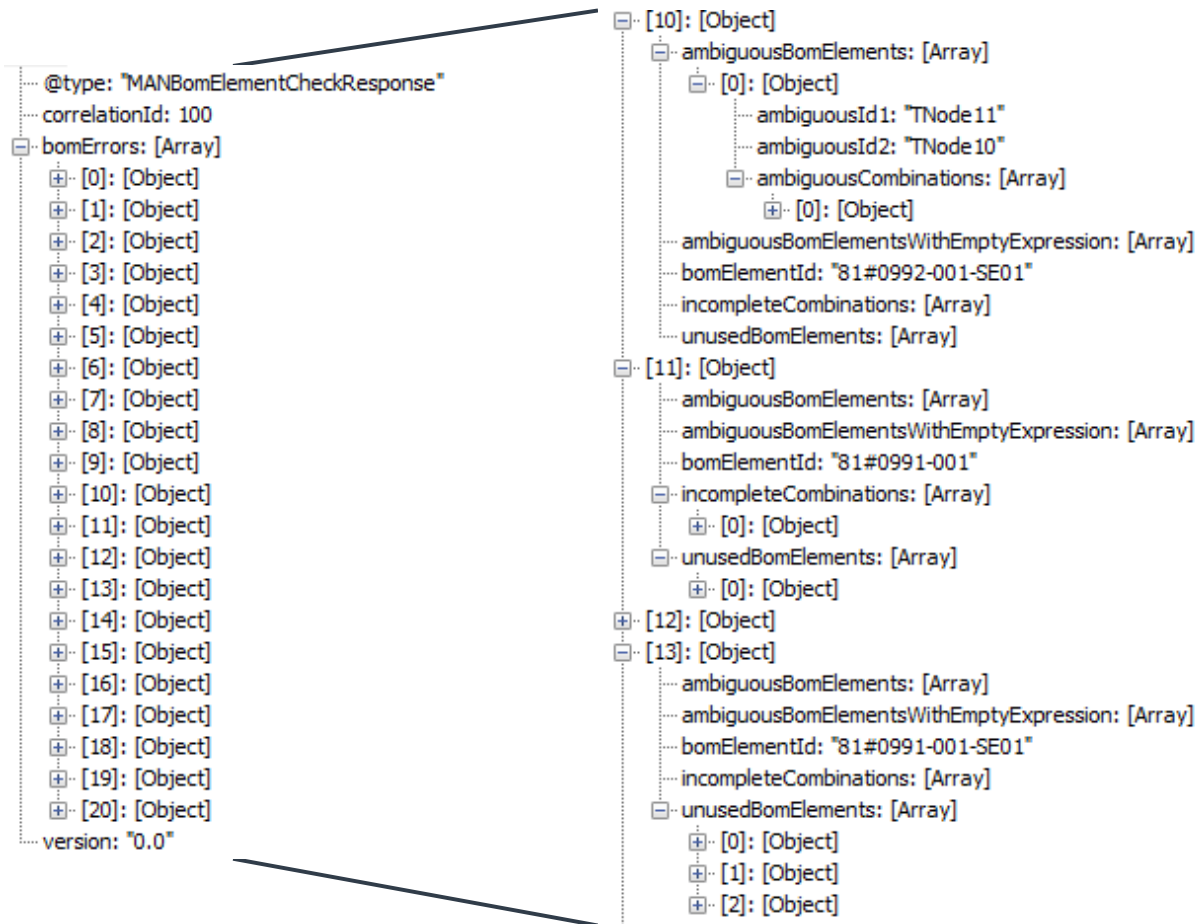 @type: "MANBomElementCheckResponse"
correlationId: 100
bomErrors: [Array]
[0]: [Object]
[1]: [Object]
[2]: [Object]
[3]: [Object]
[4]: [Object]
[5]: [Object]
[6]: [Object]
[7]: [Object]
[8]: [Object]
[9]: [Object]
[10]: [Object]
[11]: [Object]
[12]: [Object]
[13]: [Object]
[14]: [Object]
[15]: [Object]
[16]: [Object]
[17]: [Object]
[18]: [Object]
[19]: [Object]
[20]: [Object]
version: "0.0"
[10]: [Object]
ambiguousBomElements: [Array]
[0]: [Object]
ambiguousId1: "TNode11"
ambiguousId2: "TNode10"
ambiguousCombinations: [Array]
[0]: [Object]
ambiguousBomElementsWithEmptyExpression: [Array]
bomElementId: "81#0992-001-SE01"
incompleteCombinations: [Array]
unusedBomElements: [Array]
[11]: [Object]
ambiguousBomElements: [Array]
ambiguousBomElementsWithEmptyExpression: [Array]
bomElementId: "81#0991-001"
incompleteCombinations: [Array]
[0]: [Object]
unusedBomElements: [Array]
[0]: [Object]
[12]: [Object]
[13]: [Object]
ambiguousBomElements: [Array]
ambiguousBomElementsWithEmptyExpression: [Array]
bomElementId: "81#0991-001-SE01"
incompleteCombinations: [Array]
unusedBomElements: [Array]
[0]: [Object]
[1]: [Object]
[2]: [Object]